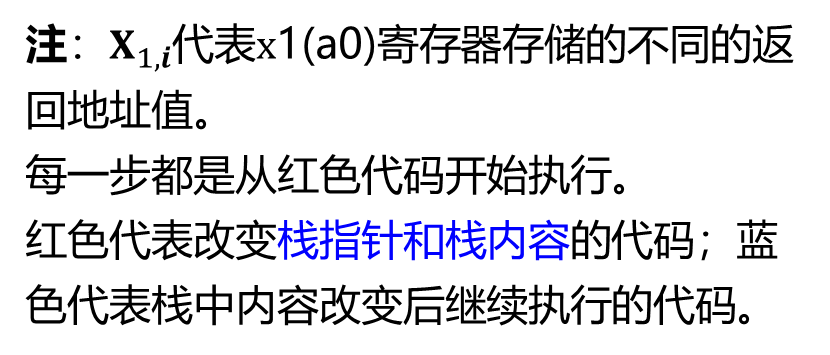 注：X1,i代表x1(a0)寄存器存储的不同的返
回地址值。
每一步都是从红色代码开始执行。
红色代表改变栈指针和栈内容的代码；蓝
色代表栈中内容改变后继续执行的代码。